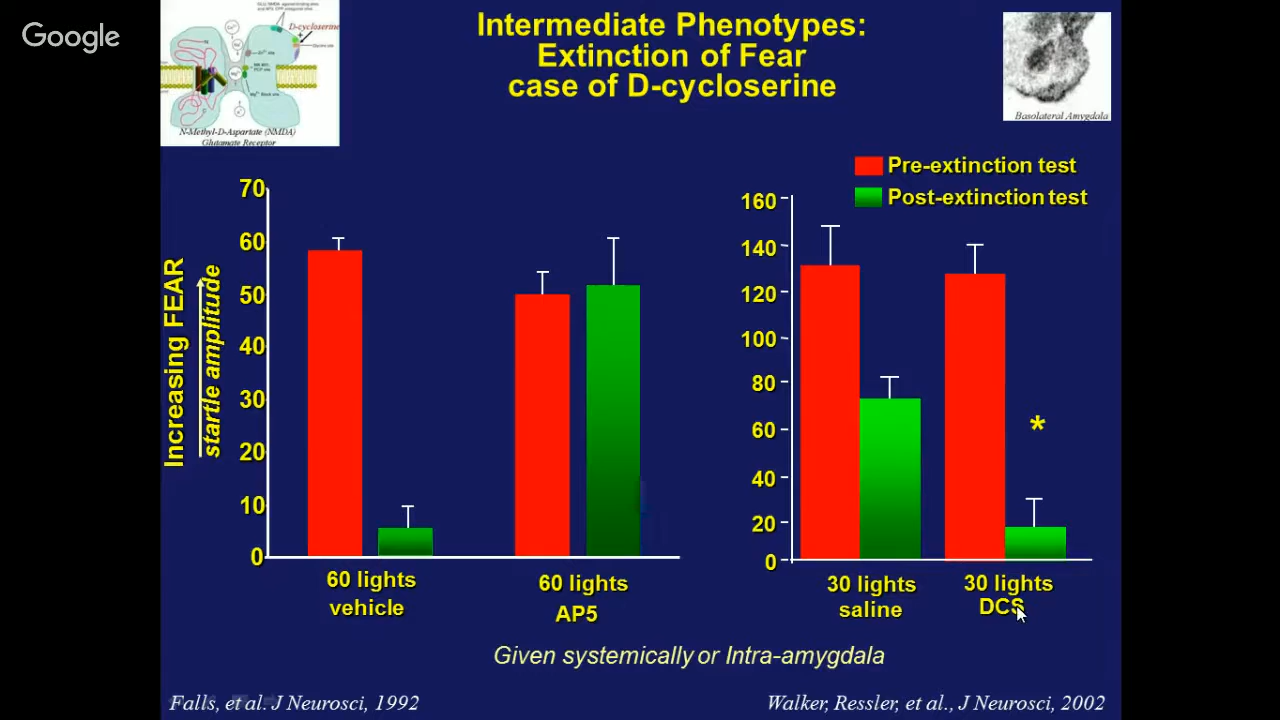 Google
Intermediate Phenotypes:
Extinction of Fear
case of D-cycloserine
D-cycloserine
N-Methyl-D-Aspartate (NMDA)
Glutamate Receptor
Basolateral Amygdala
Pre-extinction test
Post-extinction test
Increasing FEAR
startle amplitude
70
60
50
40
30
20
10
0
60 lights
vehicle
60 lights
AP5
160
140
120
100
80
60
40
20
0
*
30 lights
saline
30 lights
DCS
Given systemically or Intra-amygdala
Falls, et al. J Neurosci, 1992
Walker, Ressler, et al., J Neurosci, 2002